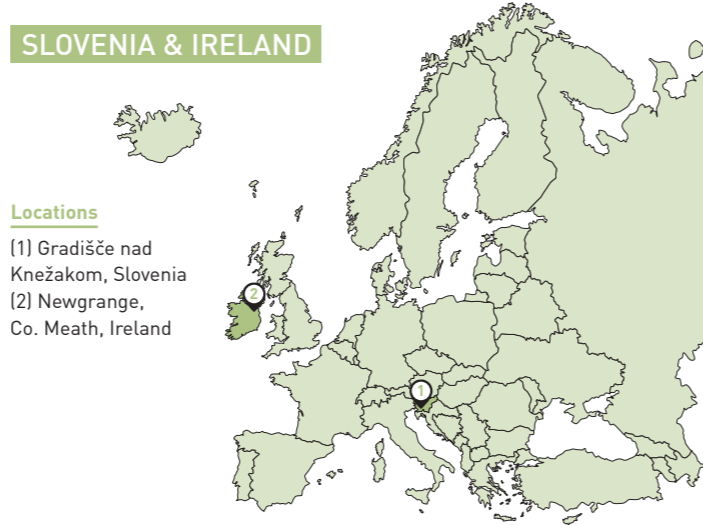 SLOVENIA & IRELAND
Locations
(1) Gradišče nad
Knežakom, Slovenia
(2) Newgrange,
Co. Meath, Ireland
2
1